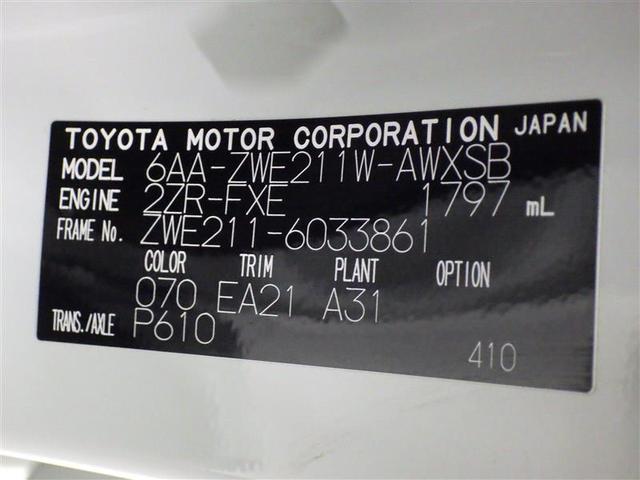 TOYOTA MOTOR CORPORATION JAPAN
MODEL 6AA-ZWE211W-AWXSB
ENGINE 2ZR-FXE 1797 mL
FRAME No. ZWE211-6033861
COLOR TRIM PLANT OPTION
070 EA21 A31
TRANS./AXLE P610
410